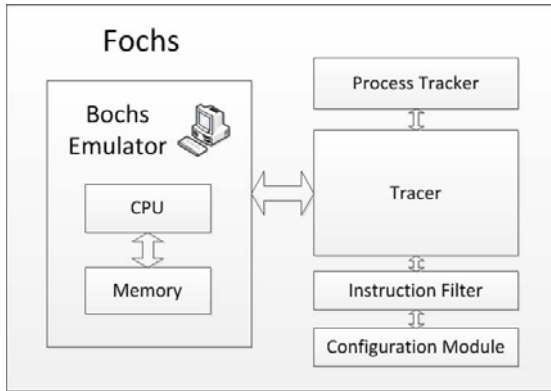 Fochs
Bochs
Emulator
CPU
Memory
Process Tracker
Tracer
Instruction Filter
Configuration Module